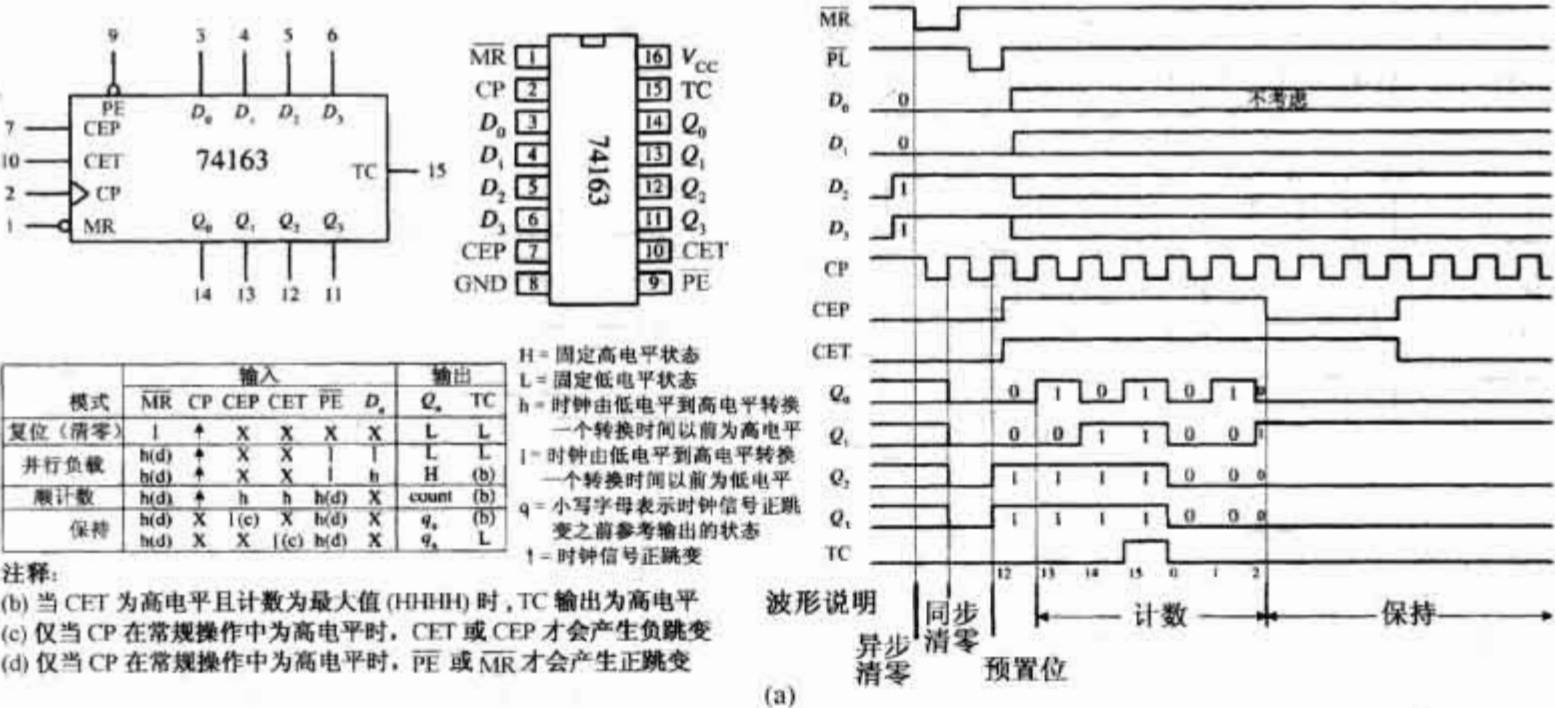 9 3 4 5 6
PE D₀ D₁ D₂ D₃
7 CEP
10 CET 74163 TC 15
2 CP
1 MR Q₀ Q₁ Q₂ Q₃
14 13 12 11
M̅R̅ 1 16 V_CC
CP 2 15 TC
D₀ 3 14 Q₀
D₁ 4 13 Q₁
D₂ 5 12 Q₂
D₃ 6 11 Q₃
CEP 7 10 CET
GND 8 9 P̅E̅
74163
模式 输入 输出
M̅R̅ CP CEP CET P̅E̅ Dₙ Qₙ TC
复位（清零） l ↑ X X X X L L
并行负载 h(d) ↑ X X l l L L
h(d) ↑ X X l h H (b)
顺计数 h(d) ↑ h h h(d) X count (b)
保持 h(d) X l(c) X h(d) X qₙ (b)
h(d) X X l(c) h(d) X qₙ L
H = 固定高电平状态
L = 固定低电平状态
h = 时钟由低电平到高电平转换
一个转换时间以前为高电平
l = 时钟由低电平到高电平转换
一个转换时间以前为低电平
q = 小写字母表示时钟信号正跳
变之前参考输出的状态
↑ = 时钟信号正跳变
注释:
(b) 当 CET 为高电平且计数为最大值 (HHHH) 时，TC 输出为高电平
(c) 仅当 CP 在常规操作中为高电平时，CET 或 CEP 才会产生负跳变
(d) 仅当 CP 在常规操作中为高电平时，P̅E̅ 或 M̅R̅ 才会产生正跳变
M̅R̅
P̅L̅
D₀ 0 不考虑
D₁ 0
D₂ 1
D₃ 1
CP
CEP
CET
Q₀ 0 1 0 1 0 1 0
Q₁ 0 0 1 1 0 0 1
Q₂ 1 1 1 1 0 0 0
Q₃ 1 1 1 1 0 0 0
TC
12 13 14 15 0 1 2
波形说明 同步 计数 保持
清零
异步
清零
预置位
(a)